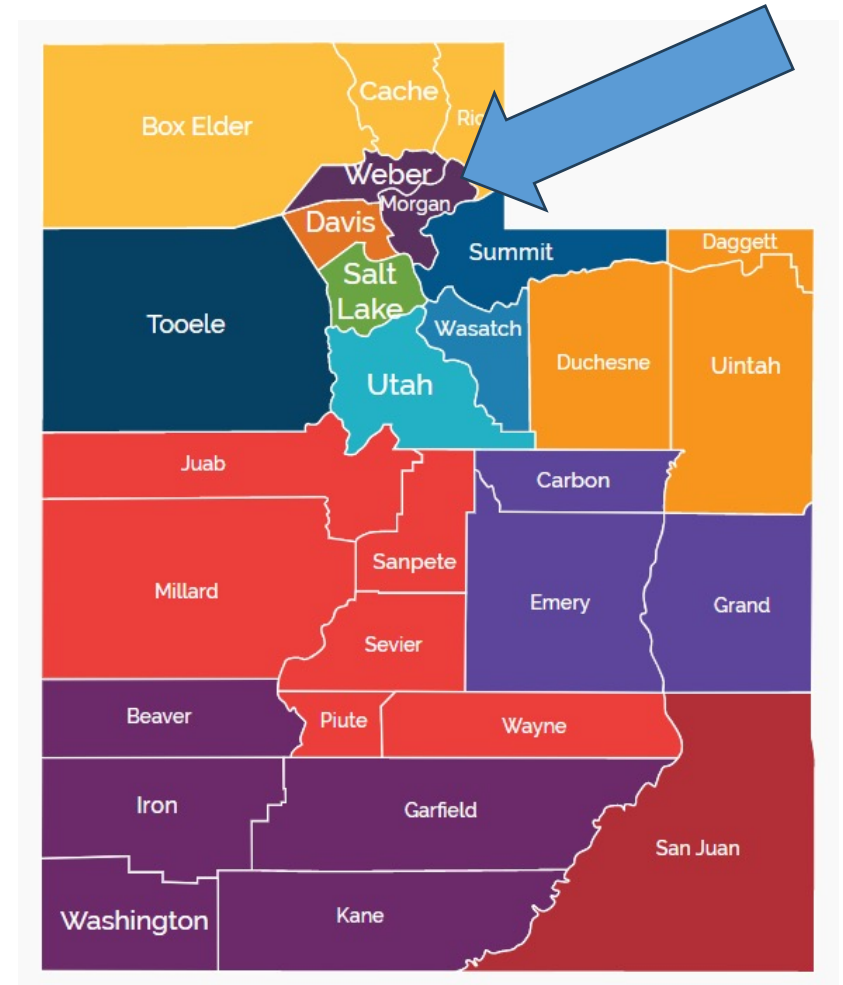 Cache
Box Elder
Ric
Weber
Morgan
Davis
Summit
Daggett
Salt
Lake
Tooele
Wasatch
Duchesne
Uintah
Utah
Juab
Carbon
Sanpete
Millard
Emery
Grand
Sevier
Beaver
Piute
Wayne
Iron
Garfield
San Juan
Washington
Kane